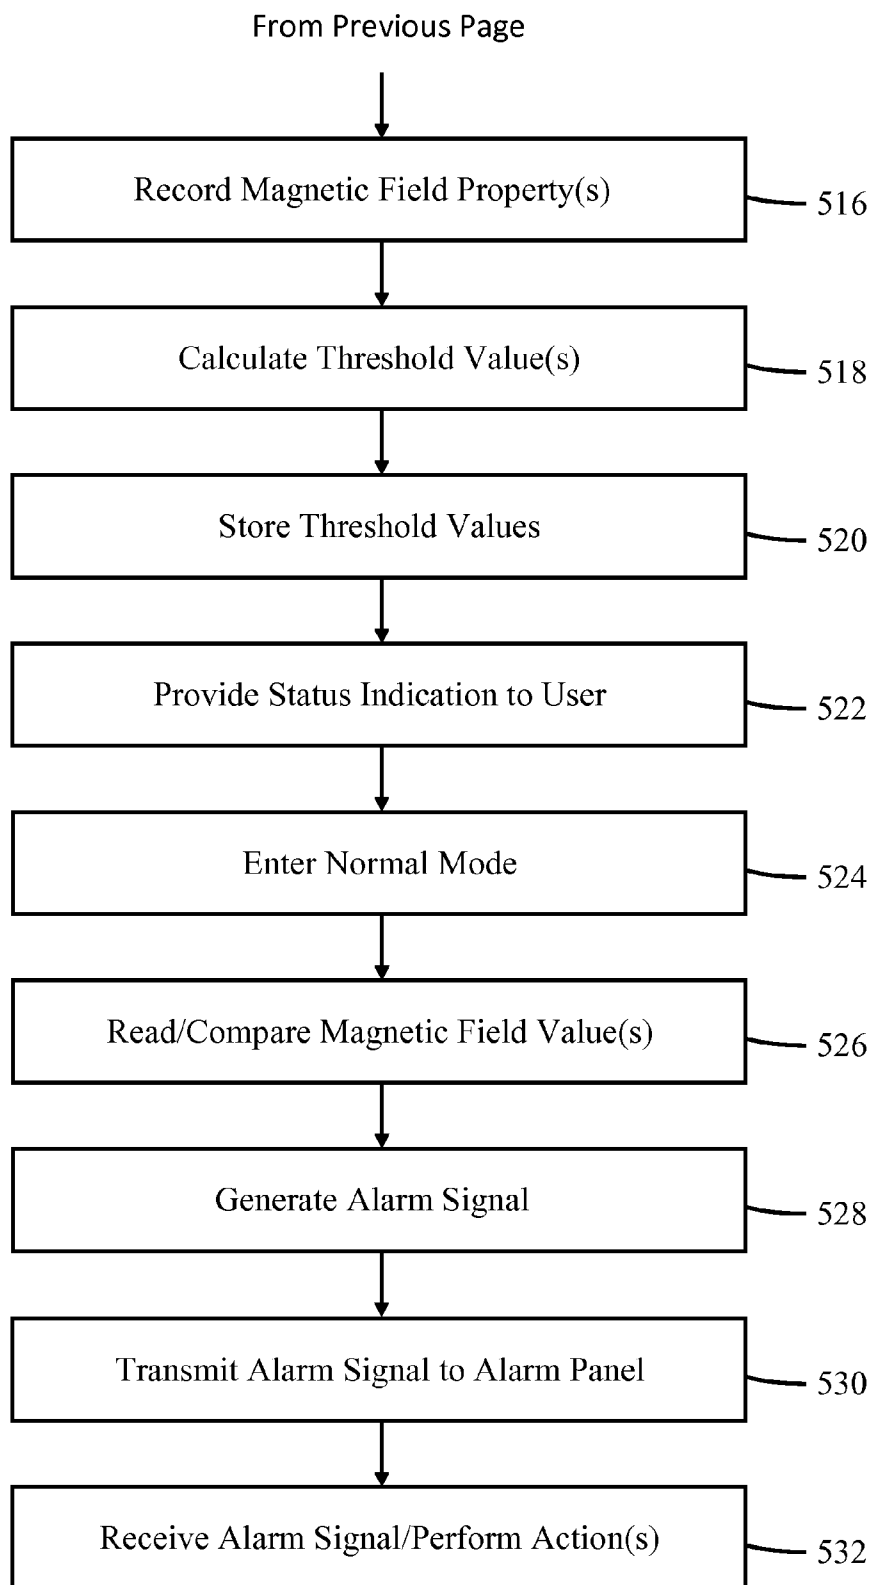 From Previous Page
Record Magnetic Field Property(s)
516
Calculate Threshold Value(s)
518
Store Threshold Values
520
Provide Status Indication to User
522
Enter Normal Mode
524
Read/Compare Magnetic Field Value(s)
526
Generate Alarm Signal
528
Transmit Alarm Signal to Alarm Panel
530
Receive Alarm Signal/Perform Action(s)
532